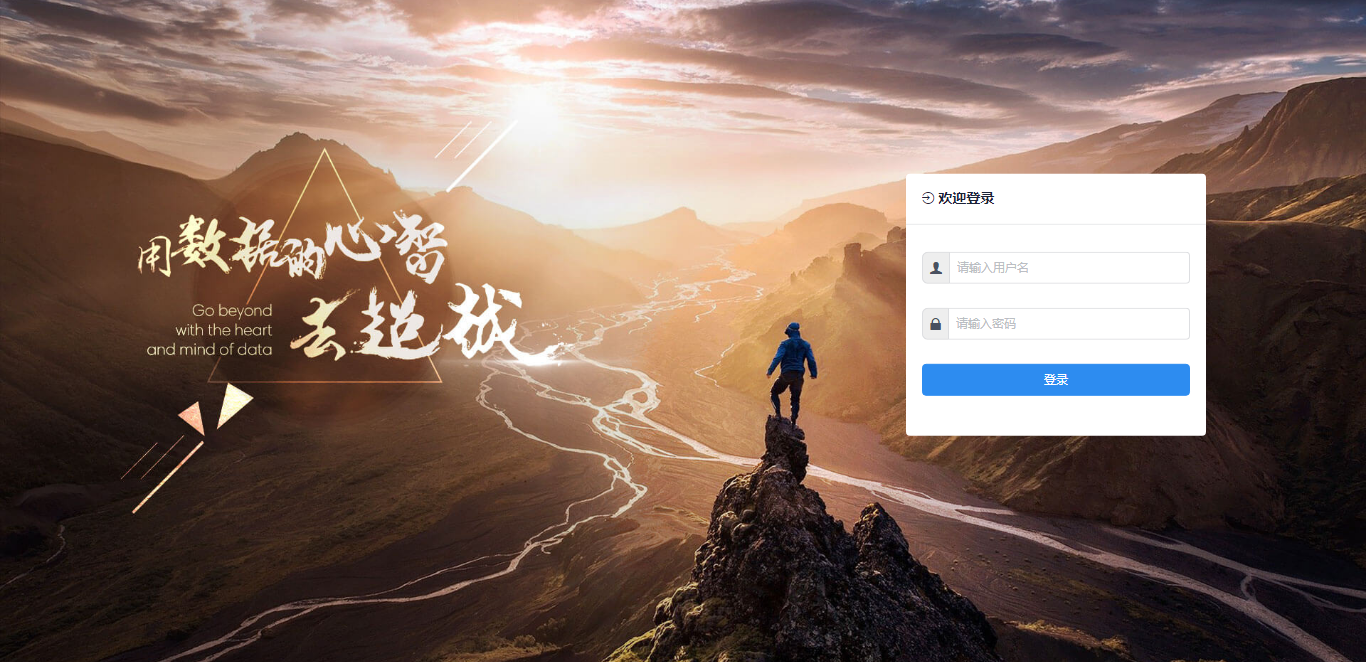 用数据的心智
去超越
Go beyond
with the heart
and mind of data
欢迎登录
请输入用户名
请输入密码
登录